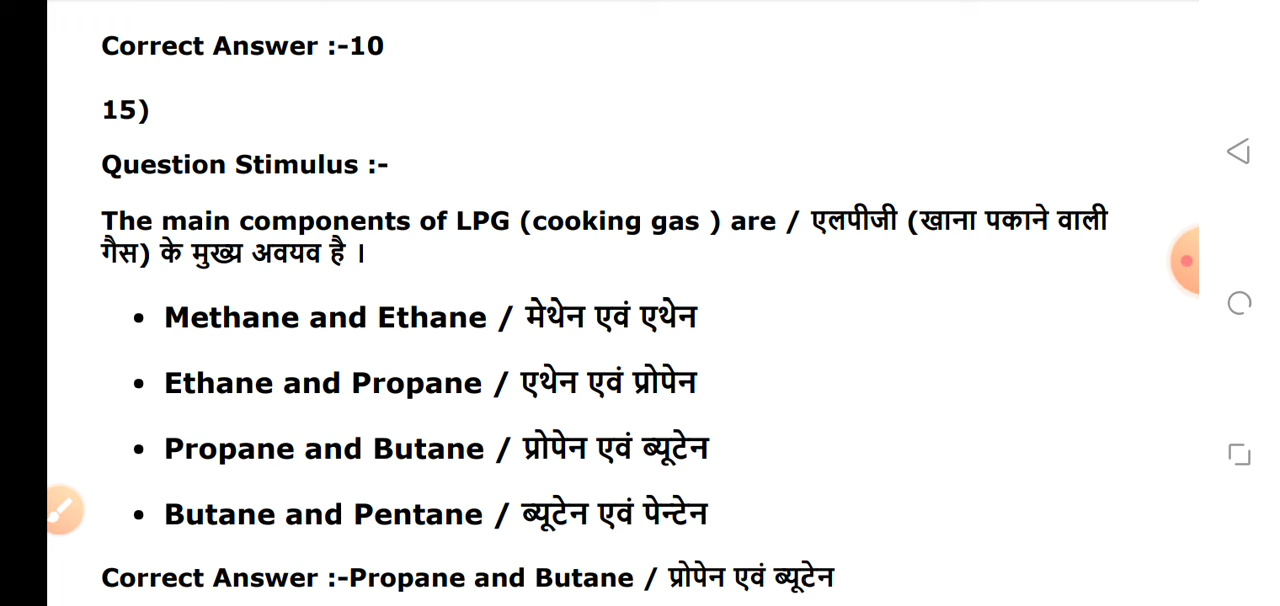 Correct Answer :-10
15)
Question Stimulus :-
The main components of LPG (cooking gas ) are / एलपीजी (खाना पकाने वाली
गैस) के मुख्य अवयव है ।
• Methane and Ethane / मेथेन एवं एथेन
• Ethane and Propane / एथेन एवं प्रोपेन
• Propane and Butane / प्रोपेन एवं ब्यूटेन
• Butane and Pentane / ब्यूटेन एवं पेन्टेन
Correct Answer :-Propane and Butane / प्रोपेन एवं ब्यूटेन